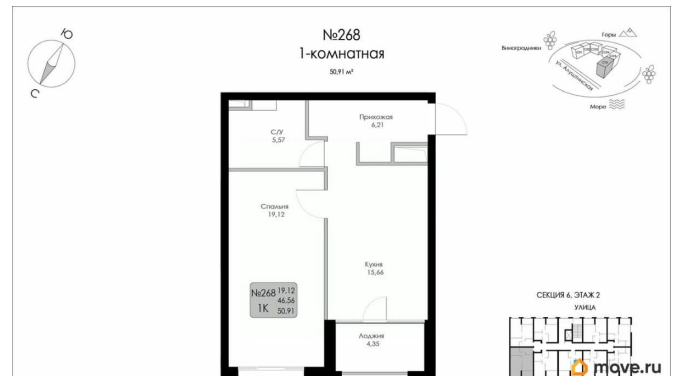 №268
1-комнатная
50,91 м²
Ю
С
Горы
Виноградники
ул. Алуштинская
Море
Прихожая
6,21
С/У
5,57
Спальня
19,12
Кухня
15,66
№268 19.12
46.56
1К 50.91
Лоджия
4,35
СЕКЦИЯ 6. ЭТАЖ 2
УЛИЦА
move.ru